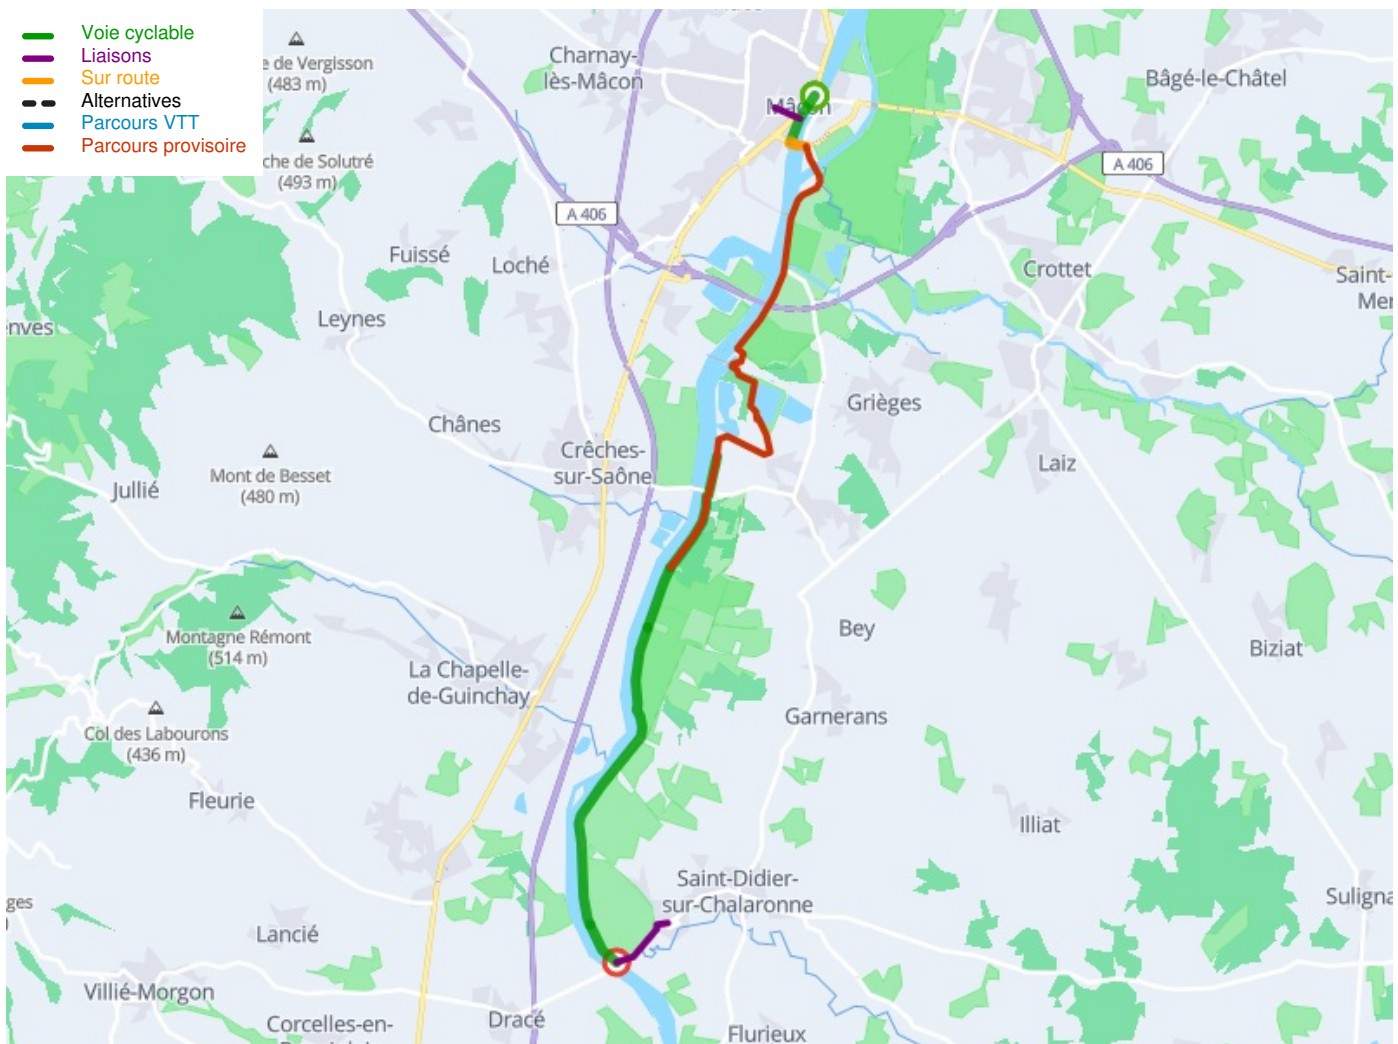 Voie cyclable
Liaisons
Sur route
Alternatives
Parcours VTT
Parcours provisoire
e de Vergisson
(483 m)
che de Solutré
(493 m)
Charnay-
lès-Mâcon
Mâcon
Bâgé-le-Châtel
A 406
A 406
Fuissé
Loché
Crottet
Saint-
Mer
enves
Leynes
Grièges
Chânes
Crêches-
sur-Saône
Laiz
Mont de Besset
(480 m)
Jullié
Montagne Rémont
(514 m)
Bey
Biziat
La Chapelle-
de-Guinchay
Garnerans
Col des Labourons
(436 m)
Fleurie
Illiat
Saint-Didier-
sur-Chalaronne
Suligna
ges
Lancié
Villié-Morgon
Dracé
Corcelles-en-
Flurieux